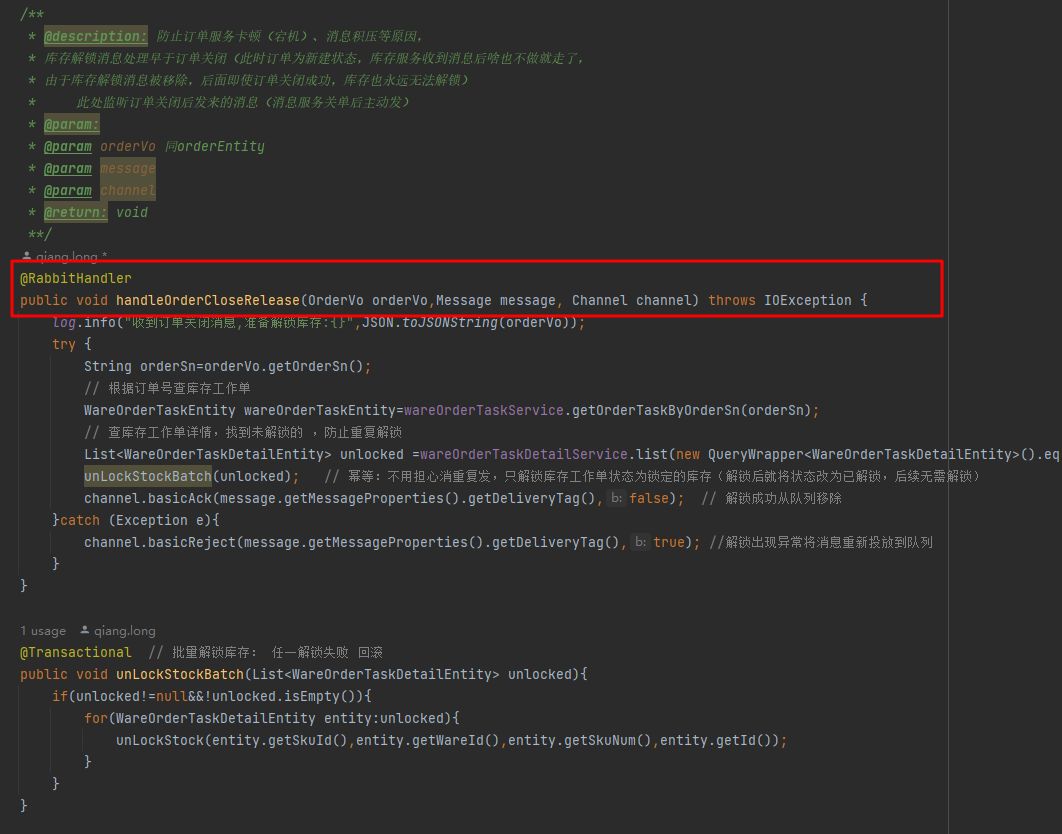 /**
* @description: 防止订单服务卡顿（宕机）、消息积压等原因,
* 库存解锁消息处理早于订单关闭（此时订单为新建状态，库存服务收到消息后啥也不做就走了,
* 由于库存解锁消息被移除，后面即使订单关闭成功，库存也永远无法解锁）
* 此处监听订单关闭后发来的消息（消息服务关单后主动发）
* @param:
* @param orderVo 同orderEntity
* @param message
* @param channel
* @return: void
**/
qiang.long *
@RabbitHandler
public void handleOrderCloseRelease(OrderVo orderVo,Message message, Channel channel) throws IOException {
log.info("收到订单关闭消息,准备解锁库存:{}",JSON.toJSONString(orderVo));
try {
String orderSn=orderVo.getOrderSn();
// 根据订单号查库存工作单
WareOrderTaskEntity wareOrderTaskEntity=wareOrderTaskService.getOrderTaskByOrderSn(orderSn);
// 查库存工作单详情，找到未解锁的 ，防止重复解锁
List<WareOrderTaskDetailEntity> unlocked =wareOrderTaskDetailService.list(new QueryWrapper<WareOrderTaskDetailEntity>().eq
unLockStockBatch(unlocked); // 幂等：不用担心消重复发，只解锁库存工作单状态为锁定的库存（解锁后就将状态改为已解锁，后续无需解锁）
channel.basicAck(message.getMessageProperties().getDeliveryTag(), b: false); // 解锁成功从队列移除
}catch (Exception e){
channel.basicReject(message.getMessageProperties().getDeliveryTag(), b: true); //解锁出现异常将消息重新投放到队列
}
}
1 usage qiang.long
@Transactional // 批量解锁库存： 任一解锁失败 回滚
public void unLockStockBatch(List<WareOrderTaskDetailEntity> unlocked){
if(unlocked!=null&&!unlocked.isEmpty()){
for(WareOrderTaskDetailEntity entity:unlocked){
unLockStock(entity.getSkuId(),entity.getWareId(),entity.getSkuNum(),entity.getId());
}
}
}